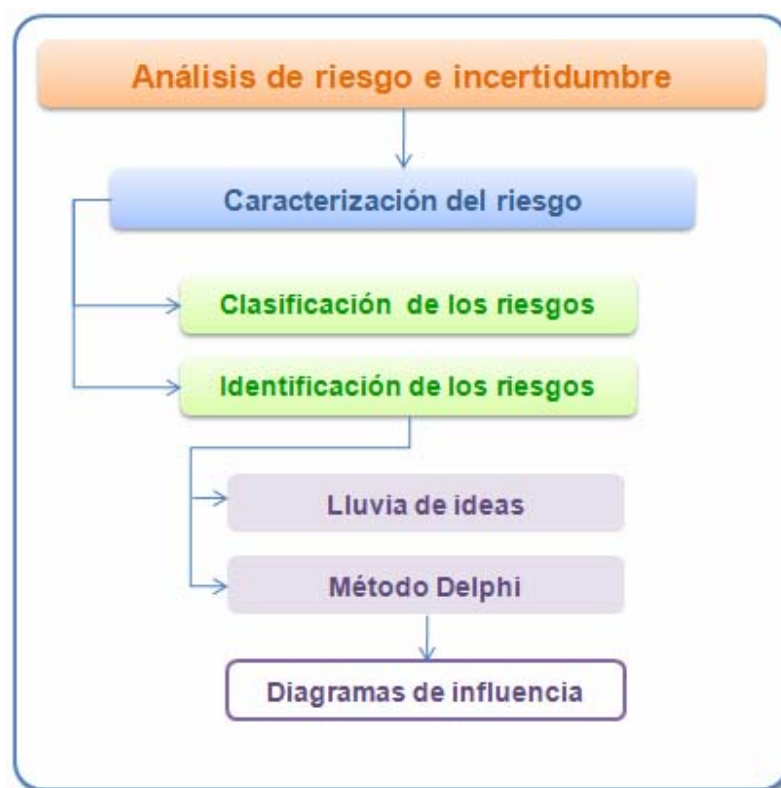 Análisis de riesgo e incertidumbre
Caracterización del riesgo
Clasificación de los riesgos
Identificación de los riesgos
Lluvia de ideas
Método Delphi
Diagramas de influencia